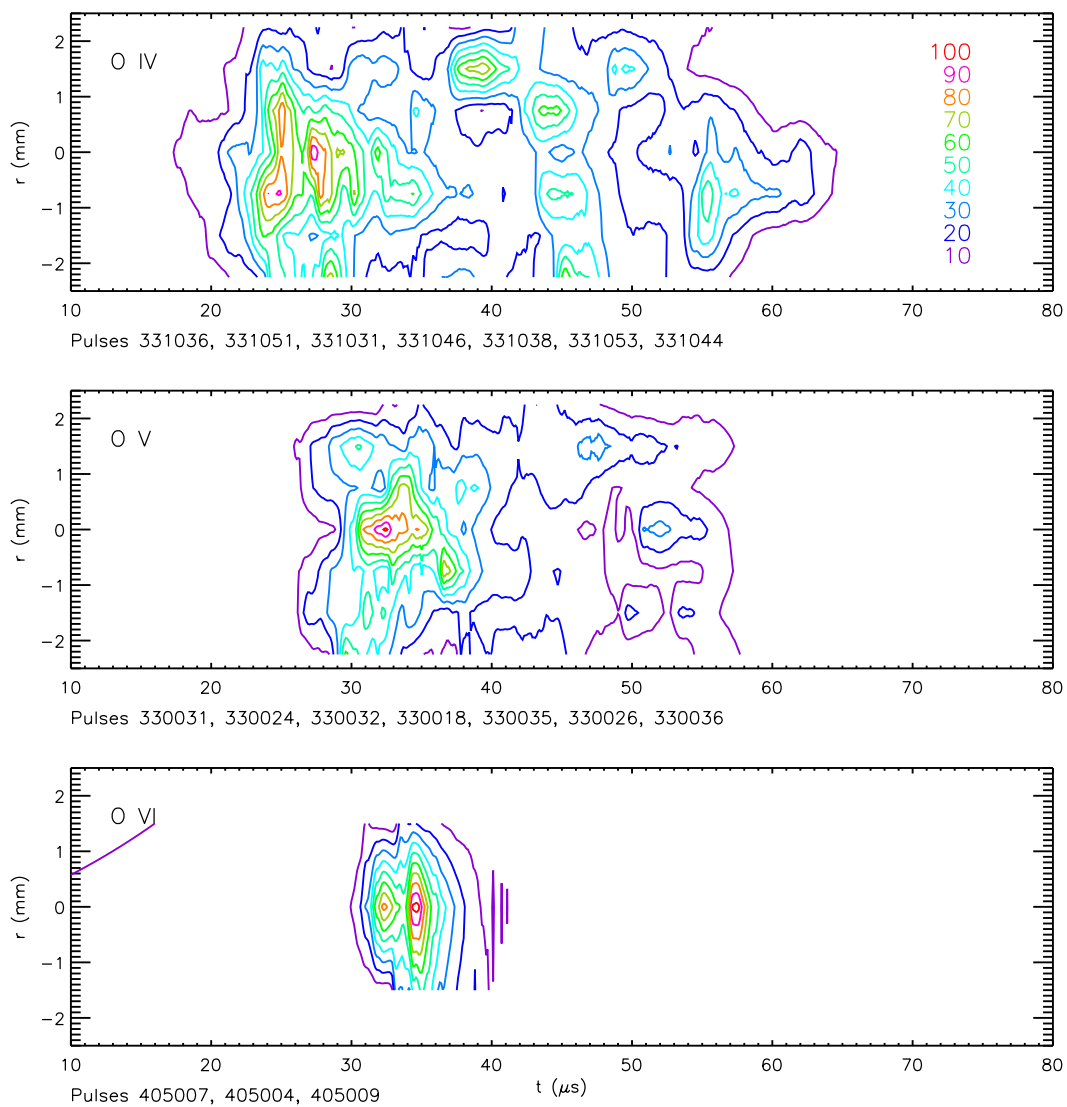 2
1
0
−1
−2
r (mm)
O IV
100
90
80
70
60
50
40
30
20
10
10 20 30 40 50 60 70 80
Pulses 331036, 331051, 331031, 331046, 331038, 331053, 331044
2
1
0
−1
−2
r (mm)
O V
10 20 30 40 50 60 70 80
Pulses 330031, 330024, 330032, 330018, 330035, 330026, 330036
2
1
0
−1
−2
r (mm)
O VI
10 20 30 40 50 60 70 80
t (μs)
Pulses 405007, 405004, 405009